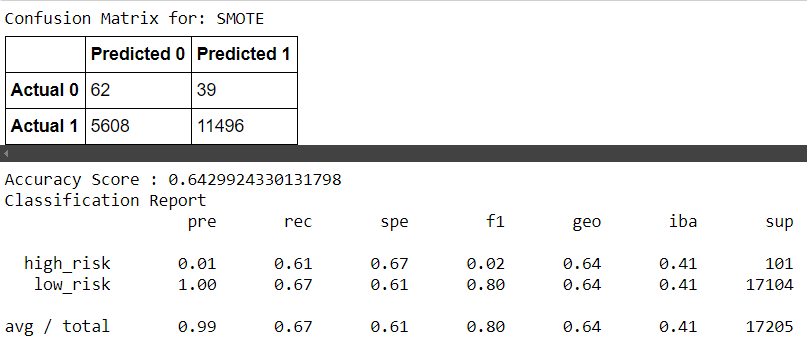 Confusion Matrix for: SMOTE
Predicted 0 Predicted 1
Actual 0 62 39
Actual 1 5608 11496
Accuracy Score : 0.6429924330131798
Classification Report
pre rec spe f1 geo iba sup
high_risk 0.01 0.61 0.67 0.02 0.64 0.41 101
low_risk 1.00 0.67 0.61 0.80 0.64 0.41 17104
avg / total 0.99 0.67 0.61 0.80 0.64 0.41 17205